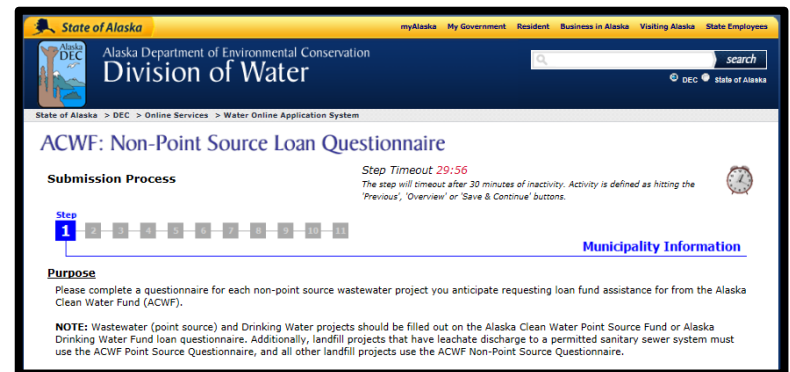 State of Alaska
myAlaska My Government Resident Business in Alaska Visiting Alaska State Employees
Alaska
DEC
Alaska Department of Environmental Conservation
Division of Water
search
DEC State of Alaska
State of Alaska > DEC > Online Services > Water Online Application System
ACWF: Non-Point Source Loan Questionnaire
Submission Process
Step Timeout 29:56
The step will timeout after 30 minutes of inactivity. Activity is defined as hitting the
'Previous', 'Overview' or 'Save & Continue' buttons.
Step
1 2 3 4 5 6 7 8 9 10 11
Municipality Information
Purpose
Please complete a questionnaire for each non-point source wastewater project you anticipate requesting loan fund assistance for from the Alaska
Clean Water Fund (ACWF).
NOTE: Wastewater (point source) and Drinking Water projects should be filled out on the Alaska Clean Water Point Source Fund or Alaska
Drinking Water Fund loan questionnaire. Additionally, landfill projects that have leachate discharge to a permitted sanitary sewer system must
use the ACWF Point Source Questionnaire, and all other landfill projects use the ACWF Non-Point Source Questionnaire.